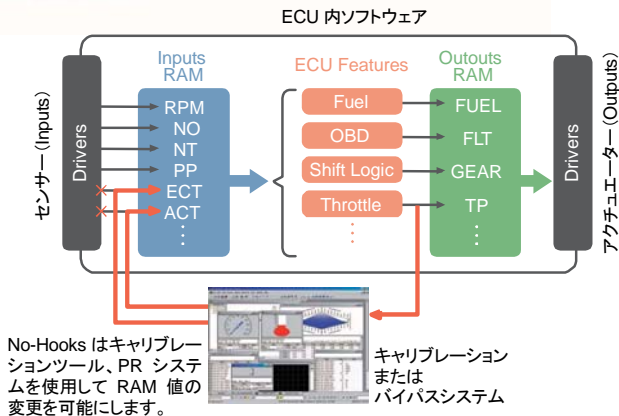 ECU 内ソフトウェア
センサー(Inputs)
Drivers
Inputs
RAM
RPM
NO
NT
PP
ECT
ACT
ECU Features
Fuel
OBD
Shift Logic
Throttle
Outouts
RAM
FUEL
FLT
GEAR
TP
Drivers
アクチュエーター(Outputs)
No-Hooks はキャリブレー
ションツール、PR システ
ムを使用して RAM 値の
変更を可能にします。
キャリブレーション
または
バイパスシステム